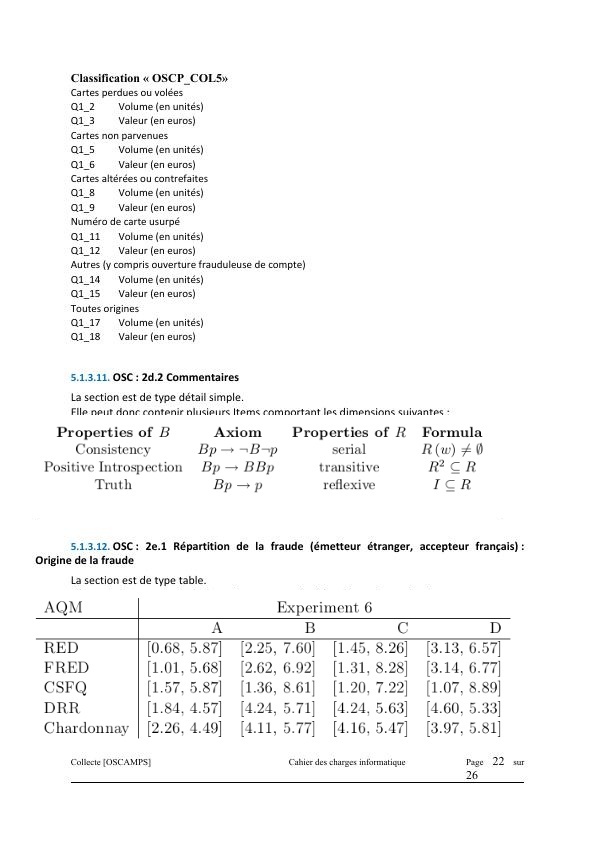 Classification « OSCP_COL5»
Cartes perdues ou volées
Q1_2 Volume (en unités)
Q1_3 Valeur (en euros)
Cartes non parvenues
Q1_5 Volume (en unités)
Q1_6 Valeur (en euros)
Cartes altérées ou contrefaites
Q1_8 Volume (en unités)
Q1_9 Valeur (en euros)
Numéro de carte usurpé
Q1_11 Volume (en unités)
Q1_12 Valeur (en euros)
Autres (y compris ouverture frauduleuse de compte)
Q1_14 Volume (en unités)
Q1_15 Valeur (en euros)
Toutes origines
Q1_17 Volume (en unités)
Q1_18 Valeur (en euros)
5.1.3.11. OSC : 2d.2 Commentaires
La section est de type détail simple.
Elle peut donc contenir plusieurs Items comportant les dimensions suivantes :
Properties of B Axiom Properties of R Formula
Consistency Bp → ¬B¬p serial R (w) ≠ ∅
Positive Introspection Bp → BBp transitive R² ⊆ R
Truth Bp → p reflexive I ⊆ R
5.1.3.12. OSC : 2e.1 Répartition de la fraude (émetteur étranger, accepteur français) :
Origine de la fraude
La section est de type table.
AQM Experiment 6
A B C D
RED [0.68, 5.87] [2.25, 7.60] [1.45, 8.26] [3.13, 6.57]
FRED [1.01, 5.68] [2.62, 6.92] [1.31, 8.28] [3.14, 6.77]
CSFQ [1.57, 5.87] [1.36, 8.61] [1.20, 7.22] [1.07, 8.89]
DRR [1.84, 4.57] [4.24, 5.71] [4.24, 5.63] [4.60, 5.33]
Chardonnay [2.26, 4.49] [4.11, 5.77] [4.16, 5.47] [3.97, 5.81]
Collecte [OSCAMPS] Cahier des charges informatique Page 22 sur
26